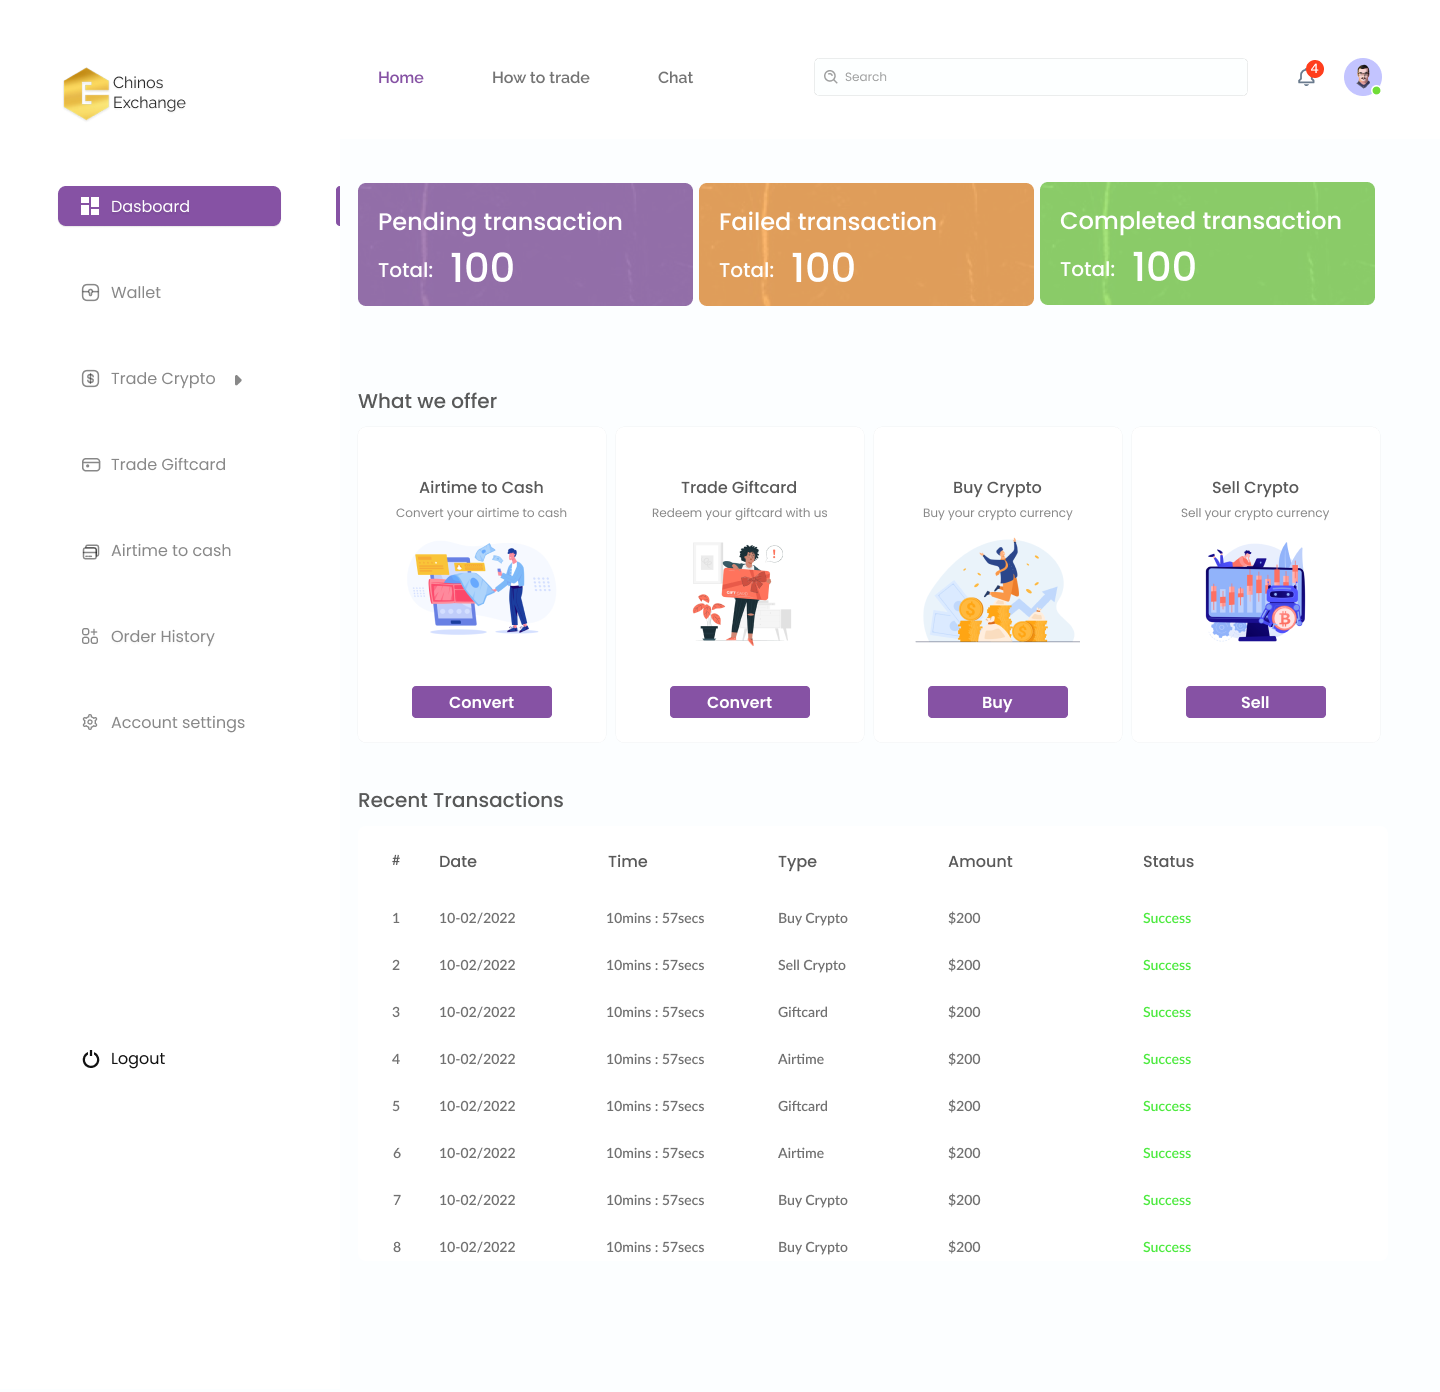 Chinos
Exchange
Home
How to trade
Chat
Search
4
Dasboard
Wallet
Trade Crypto
Trade Giftcard
Airtime to cash
Order History
Account settings
Logout
Pending transaction
Total: 100
Failed transaction
Total: 100
Completed transaction
Total: 100
What we offer
Airtime to Cash
Convert your airtime to cash
Convert
Trade Giftcard
Redeem your giftcard with us
Convert
Buy Crypto
Buy your crypto currency
Buy
Sell Crypto
Sell your crypto currency
Sell
Recent Transactions
# Date Time Type Amount Status
1 10-02/2022 10mins : 57secs Buy Crypto $200 Success
2 10-02/2022 10mins : 57secs Sell Crypto $200 Success
3 10-02/2022 10mins : 57secs Giftcard $200 Success
4 10-02/2022 10mins : 57secs Airtime $200 Success
5 10-02/2022 10mins : 57secs Giftcard $200 Success
6 10-02/2022 10mins : 57secs Airtime $200 Success
7 10-02/2022 10mins : 57secs Buy Crypto $200 Success
8 10-02/2022 10mins : 57secs Buy Crypto $200 Success